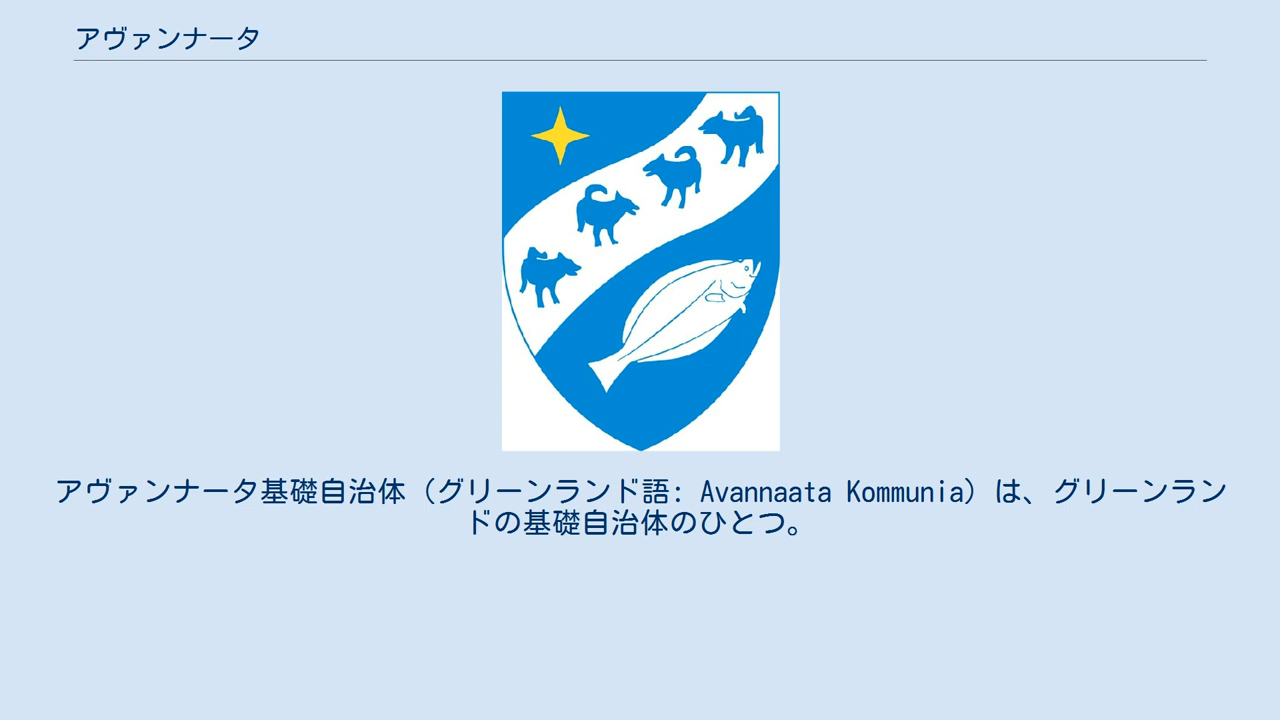 アヴァンナータ
アヴァンナータ基礎自治体（グリーンランド語: Avannaata Kommunia）は、グリーンラン
ドの基礎自治体のひとつ。